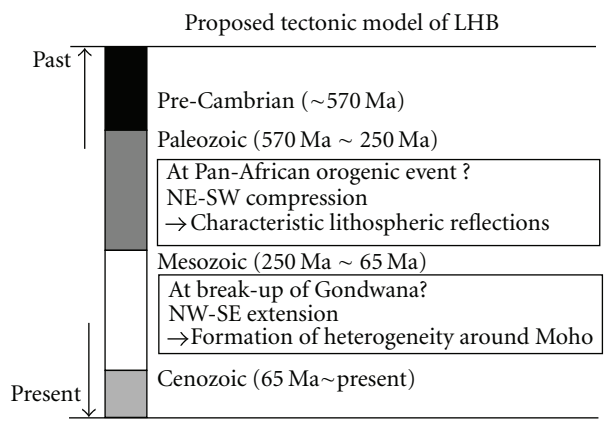 Proposed tectonic model of LHB
Past
Pre-Cambrian (~570 Ma)
Paleozoic (570 Ma ~ 250 Ma)
At Pan-African orogenic event ?
NE-SW compression
→ Characteristic lithospheric reflections
Mesozoic (250 Ma ~ 65 Ma)
At break-up of Gondwana?
NW-SE extension
→Formation of heterogeneity around Moho
Cenozoic (65 Ma~present)
Present